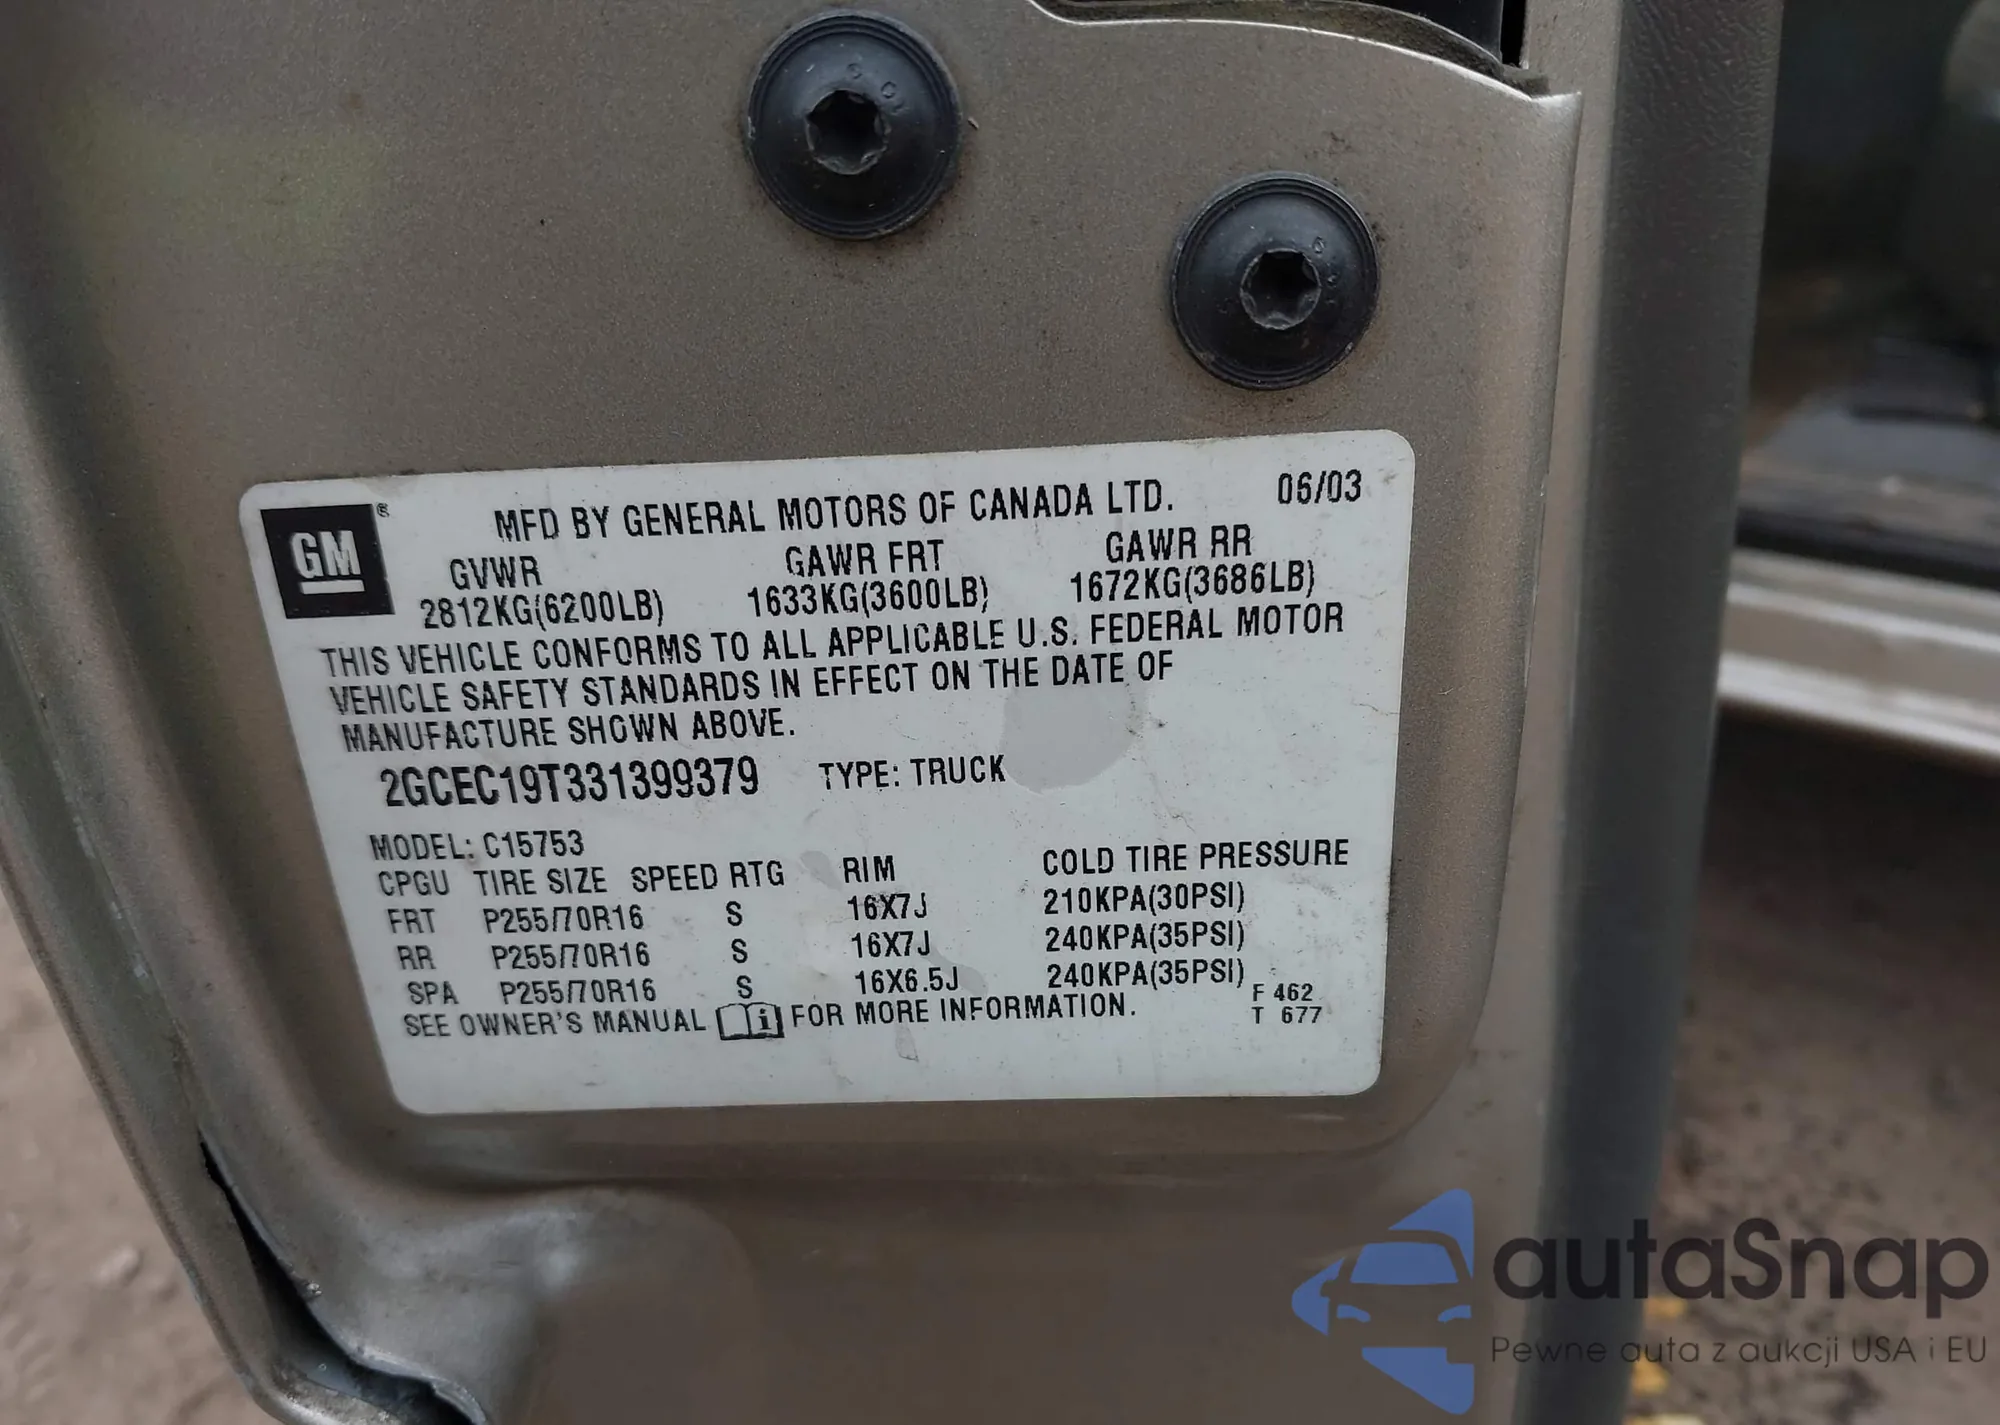 GM®
MFD BY GENERAL MOTORS OF CANADA LTD. 06/03
GVWR GAWR FRT GAWR RR
2812KG(6200LB) 1633KG(3600LB) 1672KG(3686LB)
THIS VEHICLE CONFORMS TO ALL APPLICABLE U.S. FEDERAL MOTOR
VEHICLE SAFETY STANDARDS IN EFFECT ON THE DATE OF
MANUFACTURE SHOWN ABOVE.
2GCEC19T331399379 TYPE: TRUCK
MODEL: C15753
CPGU TIRE SIZE SPEED RTG RIM COLD TIRE PRESSURE
FRT P255/70R16 S 16X7J 210KPA(30PSI)
RR P255/70R16 S 16X7J 240KPA(35PSI)
SPA P255/70R16 S 16X6.5J 240KPA(35PSI)
SEE OWNER'S MANUAL i FOR MORE INFORMATION.
F 462
T 677
autaSnap
Pewne auta z aukcji USA i EU